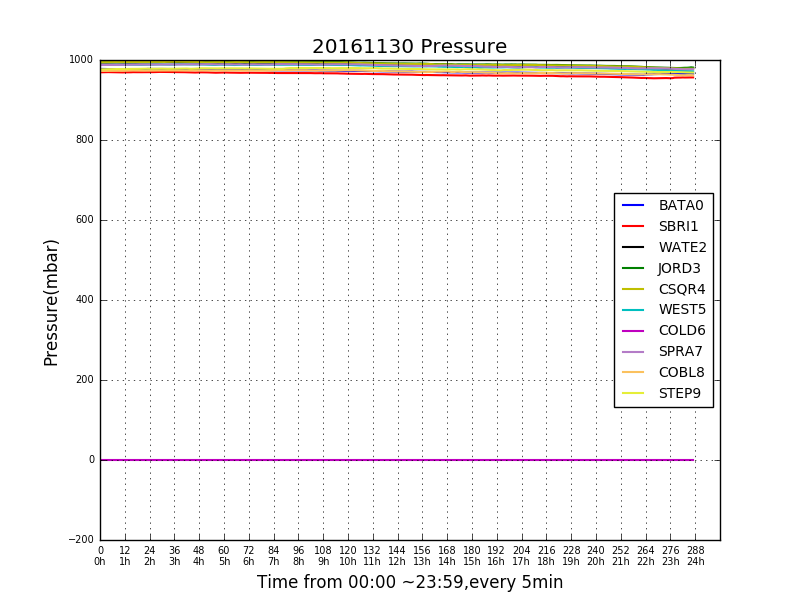 20161130 Pressure
1000
800
600
400
200
0
−200
Pressure(mbar)
BATA0
SBRI1
WATE2
JORD3
CSQR4
WEST5
COLD6
SPRA7
COBL8
STEP9
0 12 24 36 48 60 72 84 96 108 120 132 144 156 168 180 192 204 216 228 240 252 264 276 288
0h 1h 2h 3h 4h 5h 6h 7h 8h 9h 10h 11h 12h 13h 14h 15h 16h 17h 18h 19h 20h 21h 22h 23h 24h
Time from 00:00 ~23:59,every 5min